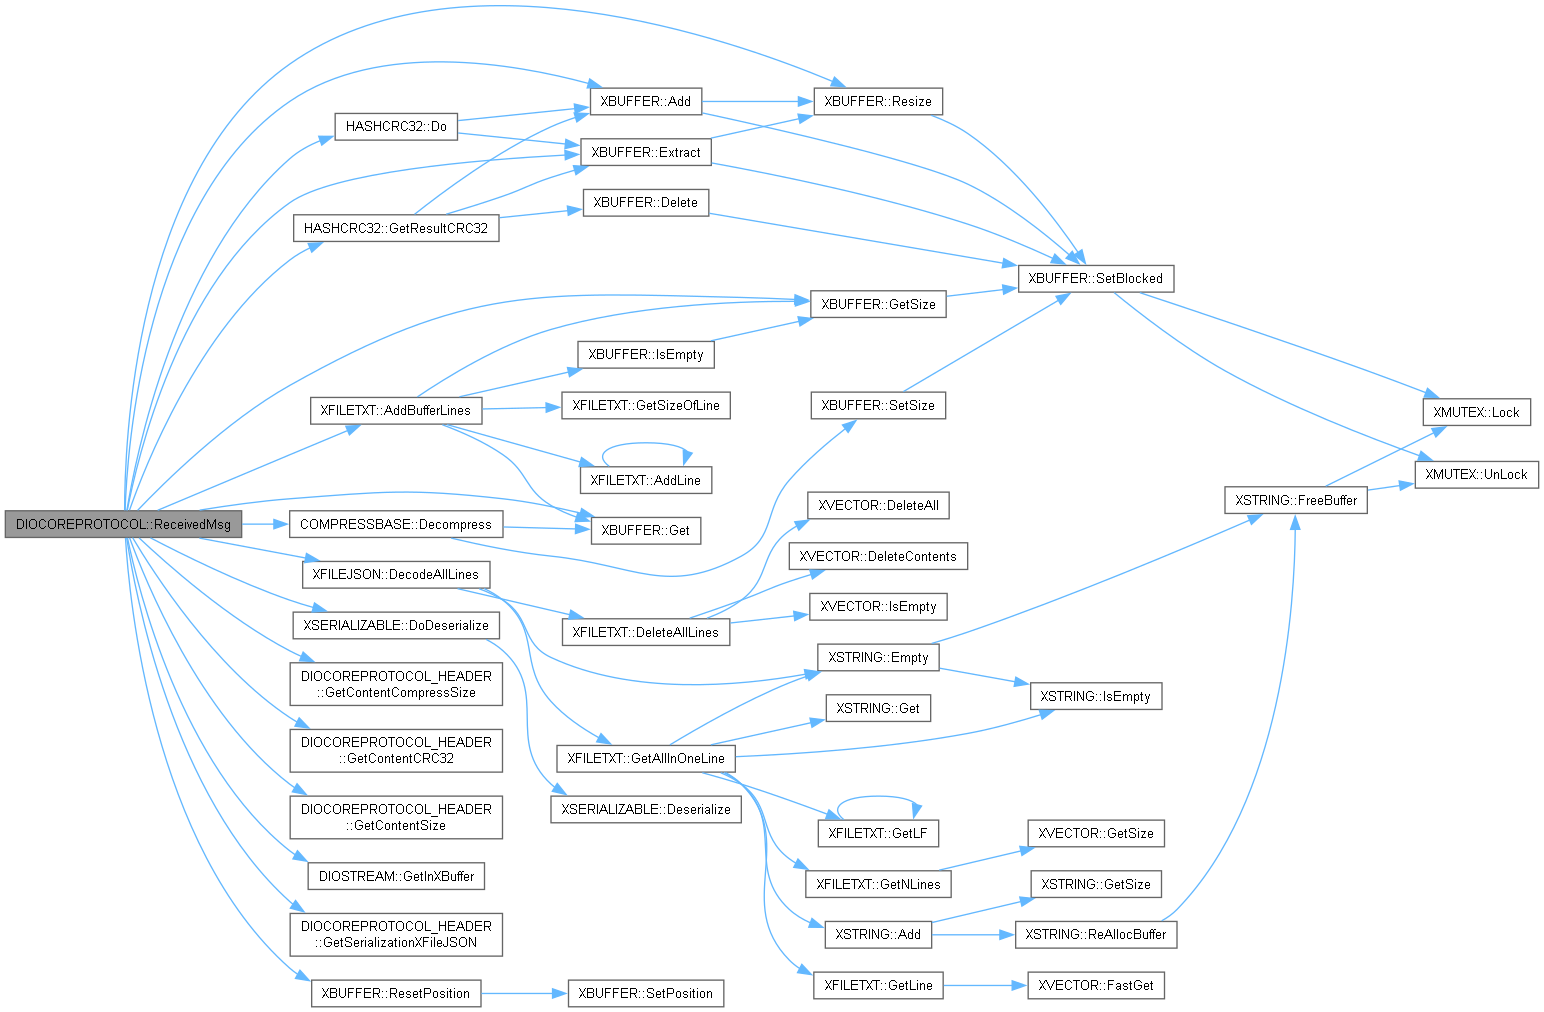 DIOCOREPROTOCOL::ReceivedMsg
HASHCRC32::Do
HASHCRC32::GetResultCRC32
XFILETXT::AddBufferLines
COMPRESSBASE::Decompress
XFILEJSON::DecodeAllLines
XSERIALIZABLE::DoDeserialize
DIOCOREPROTOCOL_HEADER
::GetContentCompressSize
DIOCOREPROTOCOL_HEADER
::GetContentCRC32
DIOCOREPROTOCOL_HEADER
::GetContentSize
DIOSTREAM::GetInXBuffer
DIOCOREPROTOCOL_HEADER
::GetSerializationXFileJSON
XBUFFER::ResetPosition
XBUFFER::Add
XBUFFER::Extract
XBUFFER::Delete
XBUFFER::IsEmpty
XFILETXT::GetSizeOfLine
XFILETXT::AddLine
XBUFFER::Get
XFILETXT::DeleteAllLines
XFILETXT::GetAllInOneLine
XSERIALIZABLE::Deserialize
XBUFFER::SetPosition
XBUFFER::Resize
XBUFFER::GetSize
XBUFFER::SetSize
XVECTOR::DeleteAll
XVECTOR::DeleteContents
XVECTOR::IsEmpty
XSTRING::Empty
XSTRING::Get
XFILETXT::GetLF
XFILETXT::GetNLines
XSTRING::Add
XFILETXT::GetLine
XBUFFER::SetBlocked
XSTRING::IsEmpty
XVECTOR::GetSize
XSTRING::GetSize
XSTRING::ReAllocBuffer
XVECTOR::FastGet
XSTRING::FreeBuffer
XMUTEX::Lock
XMUTEX::UnLock